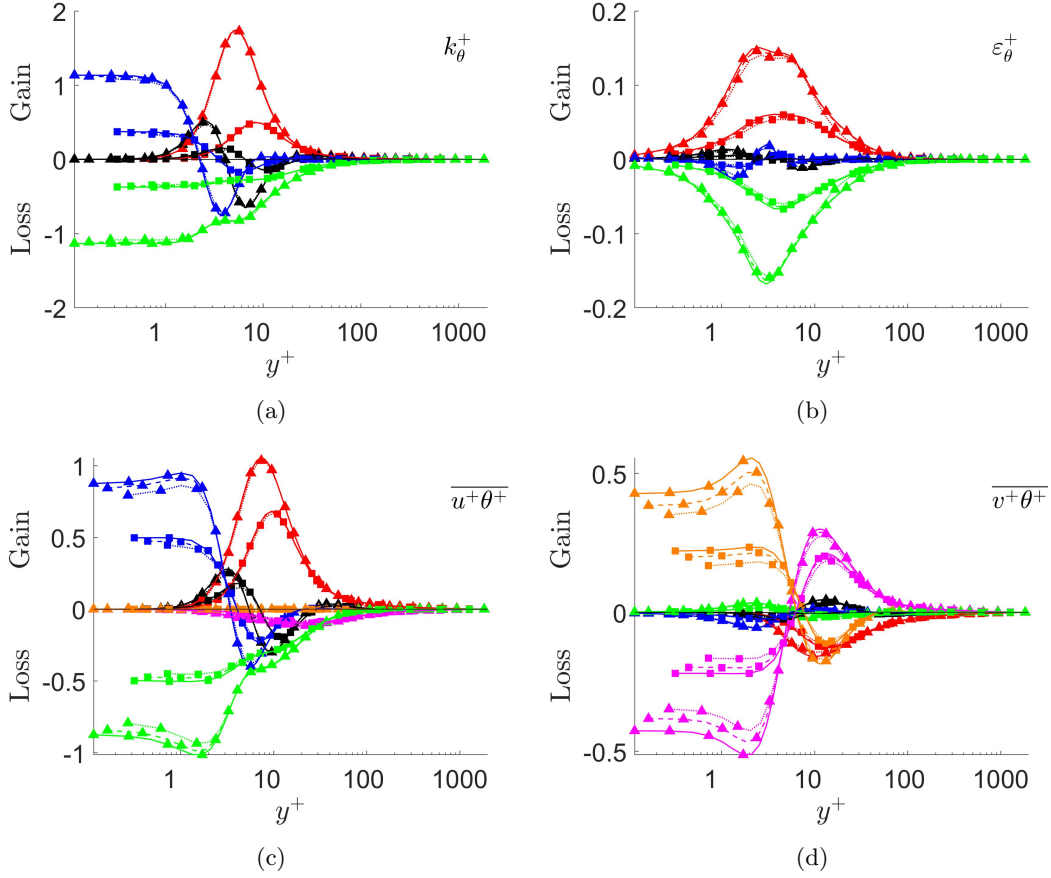 2
1
0
-1
-2
Gain
Loss
k_θ^+
1
10
100
1000
y^+
(a)
0.2
0.1
0
-0.1
-0.2
Gain
Loss
ε_θ^+
1
10
100
1000
y^+
(b)
1
0.5
0
-0.5
-1
Gain
Loss
\overline{u^+θ^+}
1
10
100
1000
y^+
(c)
0.5
0
-0.5
Gain
Loss
\overline{v^+θ^+}
1
10
100
1000
y^+
(d)